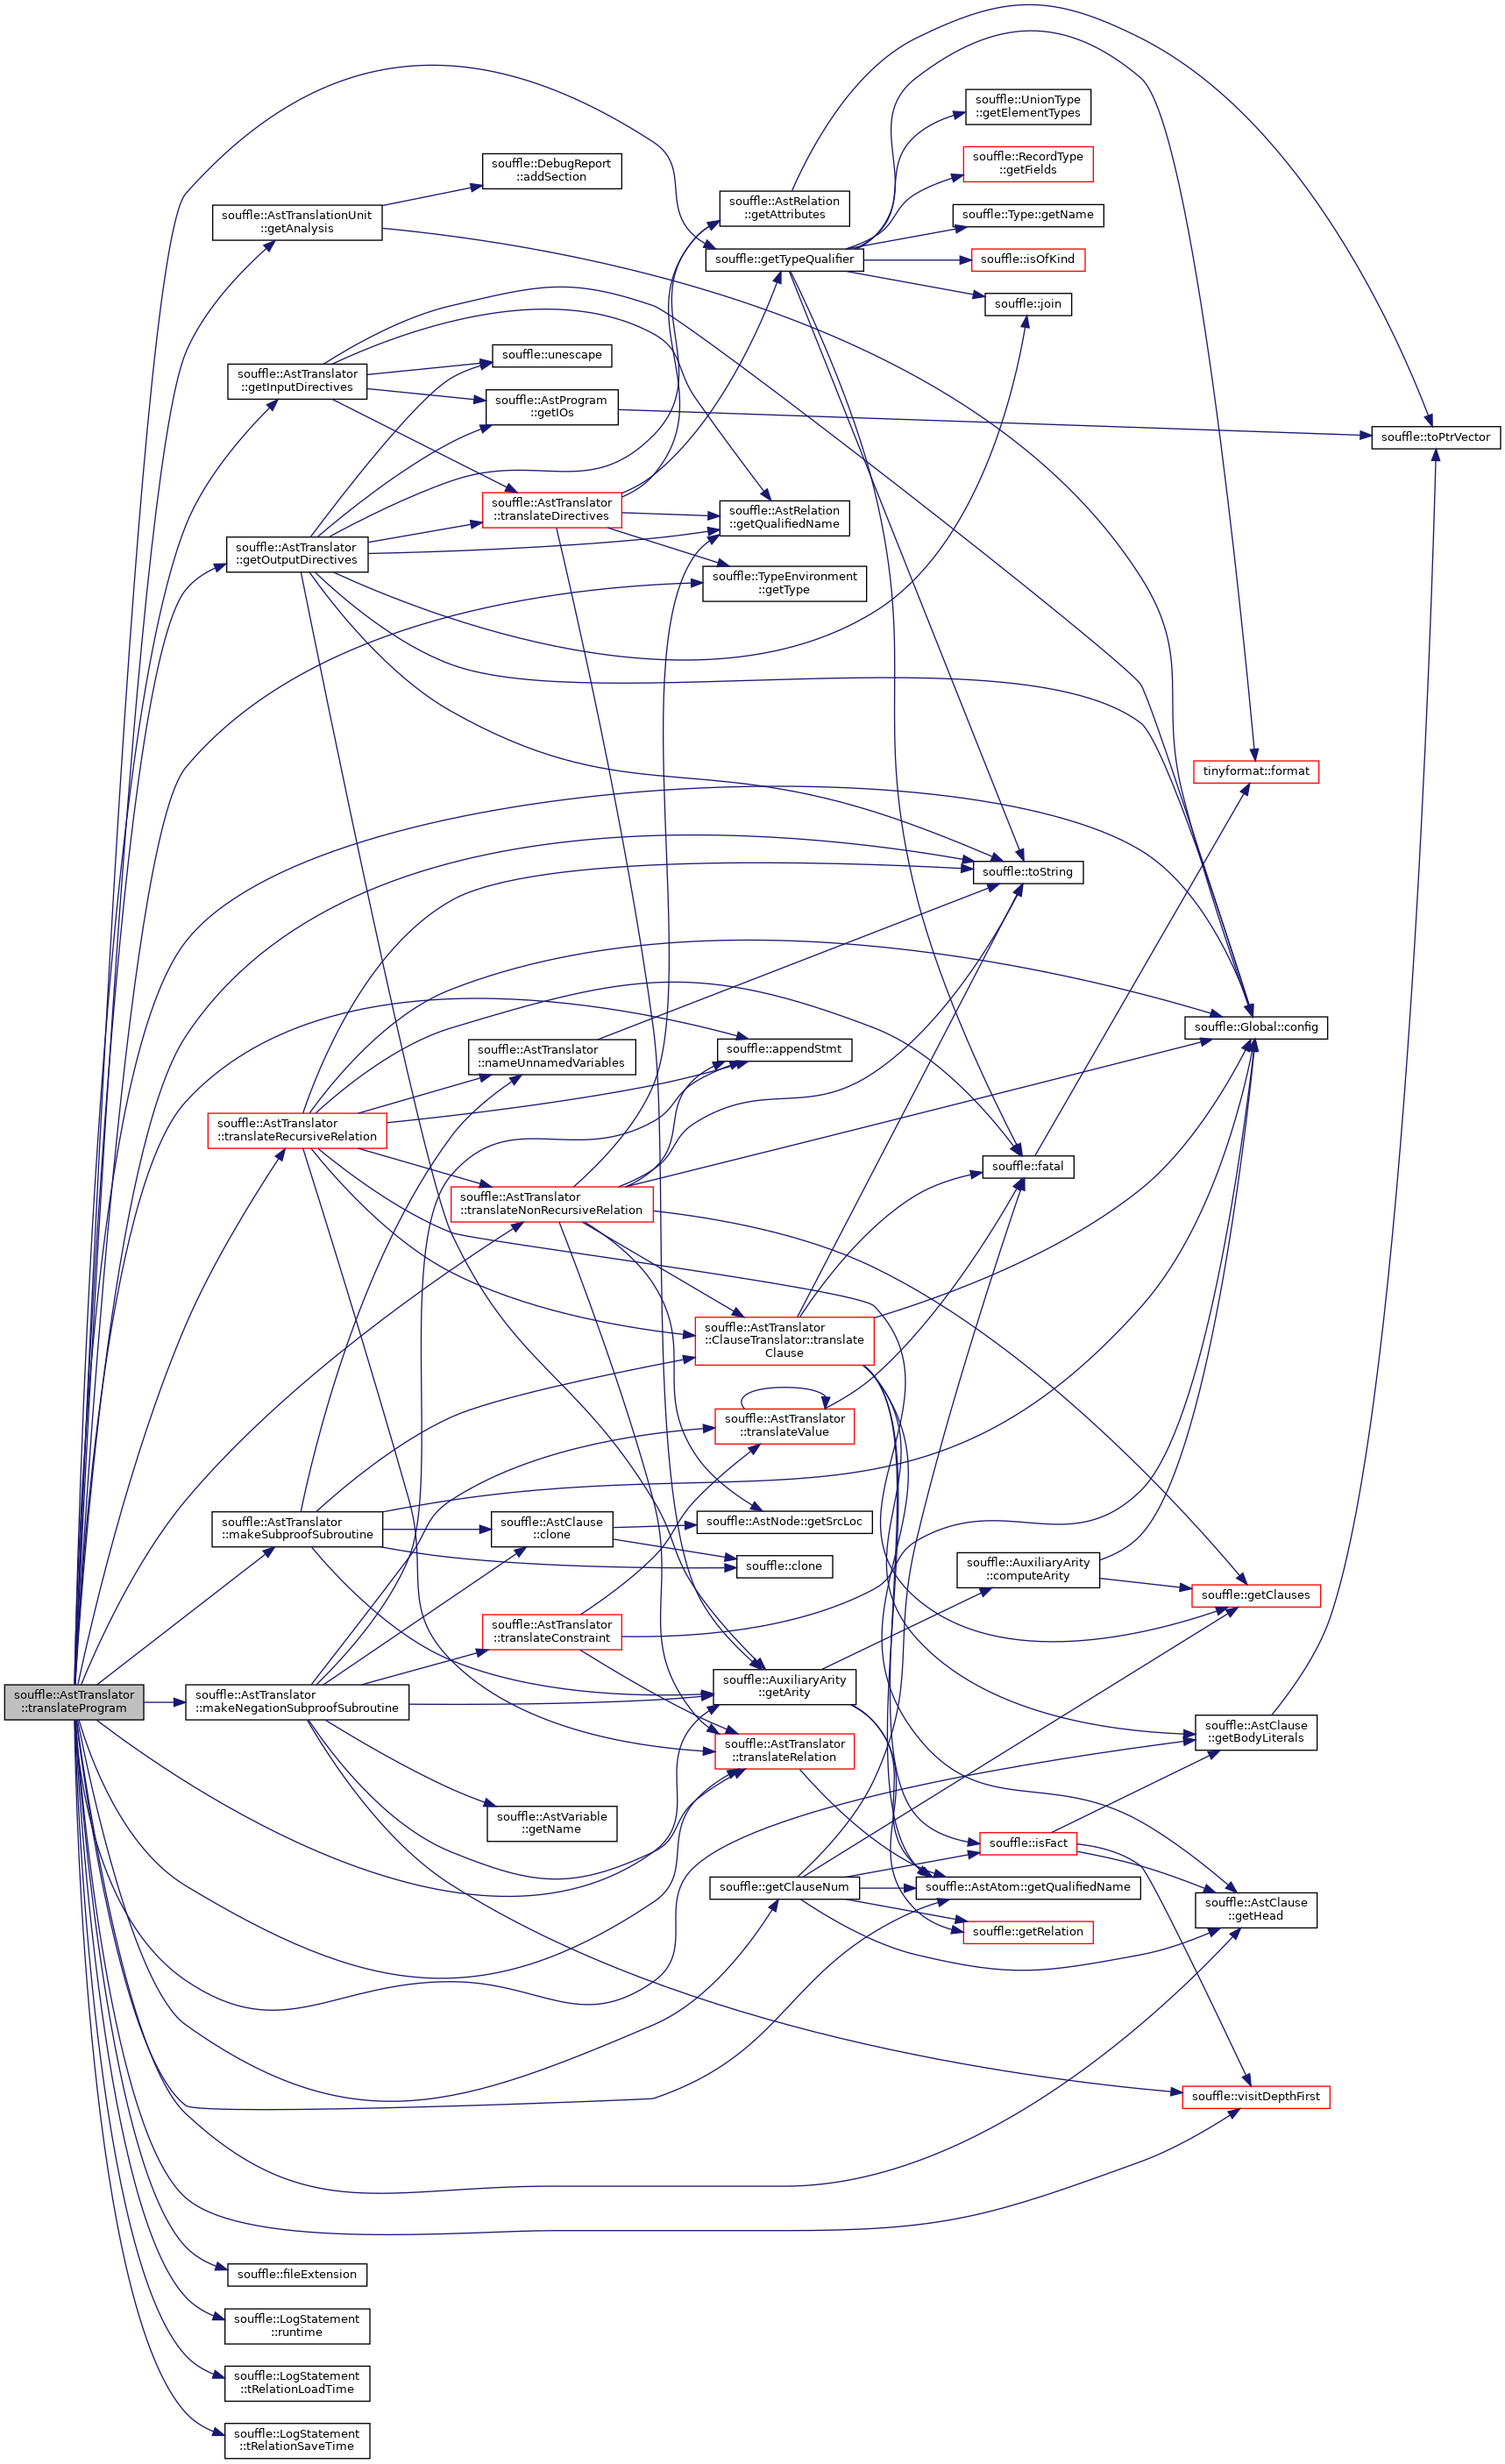 souffle::UnionType
::getElementTypes
souffle::DebugReport
::addSection
souffle::RecordType
::getFields
souffle::AstRelation
::getAttributes
souffle::AstTranslationUnit
::getAnalysis
souffle::Type::getName
souffle::getTypeQualifier
souffle::isOfKind
souffle::join
souffle::unescape
souffle::AstTranslator
::getInputDirectives
souffle::AstProgram
::getIOs
souffle::toPtrVector
souffle::AstTranslator
::translateDirectives
souffle::AstRelation
::getQualifiedName
souffle::AstTranslator
::getOutputDirectives
souffle::TypeEnvironment
::getType
tinyformat::format
souffle::toString
souffle::Global::config
souffle::AstTranslator
::nameUnnamedVariables
souffle::appendStmt
souffle::AstTranslator
::translateRecursiveRelation
souffle::fatal
souffle::AstTranslator
::translateNonRecursiveRelation
souffle::AstTranslator
::ClauseTranslator::translate
Clause
souffle::AstTranslator
::translateValue
souffle::AstTranslator
::makeSubproofSubroutine
souffle::AstClause
::clone
souffle::AstNode::getSrcLoc
souffle::clone
souffle::AuxiliaryArity
::computeArity
souffle::getClauses
souffle::AstTranslator
::translateConstraint
souffle::AstTranslator
::translateProgram
souffle::AstTranslator
::makeNegationSubproofSubroutine
souffle::AuxiliaryArity
::getArity
souffle::AstClause
::getBodyLiterals
souffle::AstTranslator
::translateRelation
souffle::AstVariable
::getName
souffle::isFact
souffle::getClauseNum
souffle::AstAtom::getQualifiedName
souffle::AstClause
::getHead
souffle::getRelation
souffle::visitDepthFirst
souffle::fileExtension
souffle::LogStatement
::runtime
souffle::LogStatement
::tRelationLoadTime
souffle::LogStatement
::tRelationSaveTime